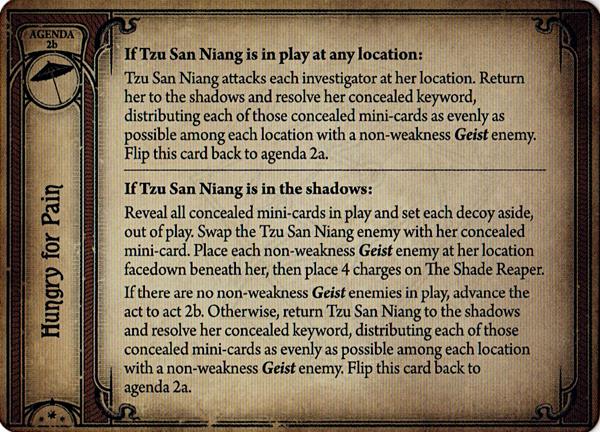 AGENDA
2b
Hungry for Pain
If Tzu San Niang is in play at any location:
Tzu San Niang attacks each investigator at her location. Return
her to the shadows and resolve her concealed keyword,
distributing each of those concealed mini-cards as evenly as
possible among each location with a non-weakness Geist enemy.
Flip this card back to agenda 2a.
If Tzu San Niang is in the shadows:
Reveal all concealed mini-cards in play and set each decoy aside,
out of play. Swap the Tzu San Niang enemy with her concealed
mini-card. Place each non-weakness Geist enemy at her location
facedown beneath her, then place 4 charges on The Shade Reaper.
If there are no non-weakness Geist enemies in play, advance the
act to act 2b. Otherwise, return Tzu San Niang to the shadows
and resolve her concealed keyword, distributing each of those
concealed mini-cards as evenly as possible among each location
with a non-weakness Geist enemy. Flip this card back to
agenda 2a.